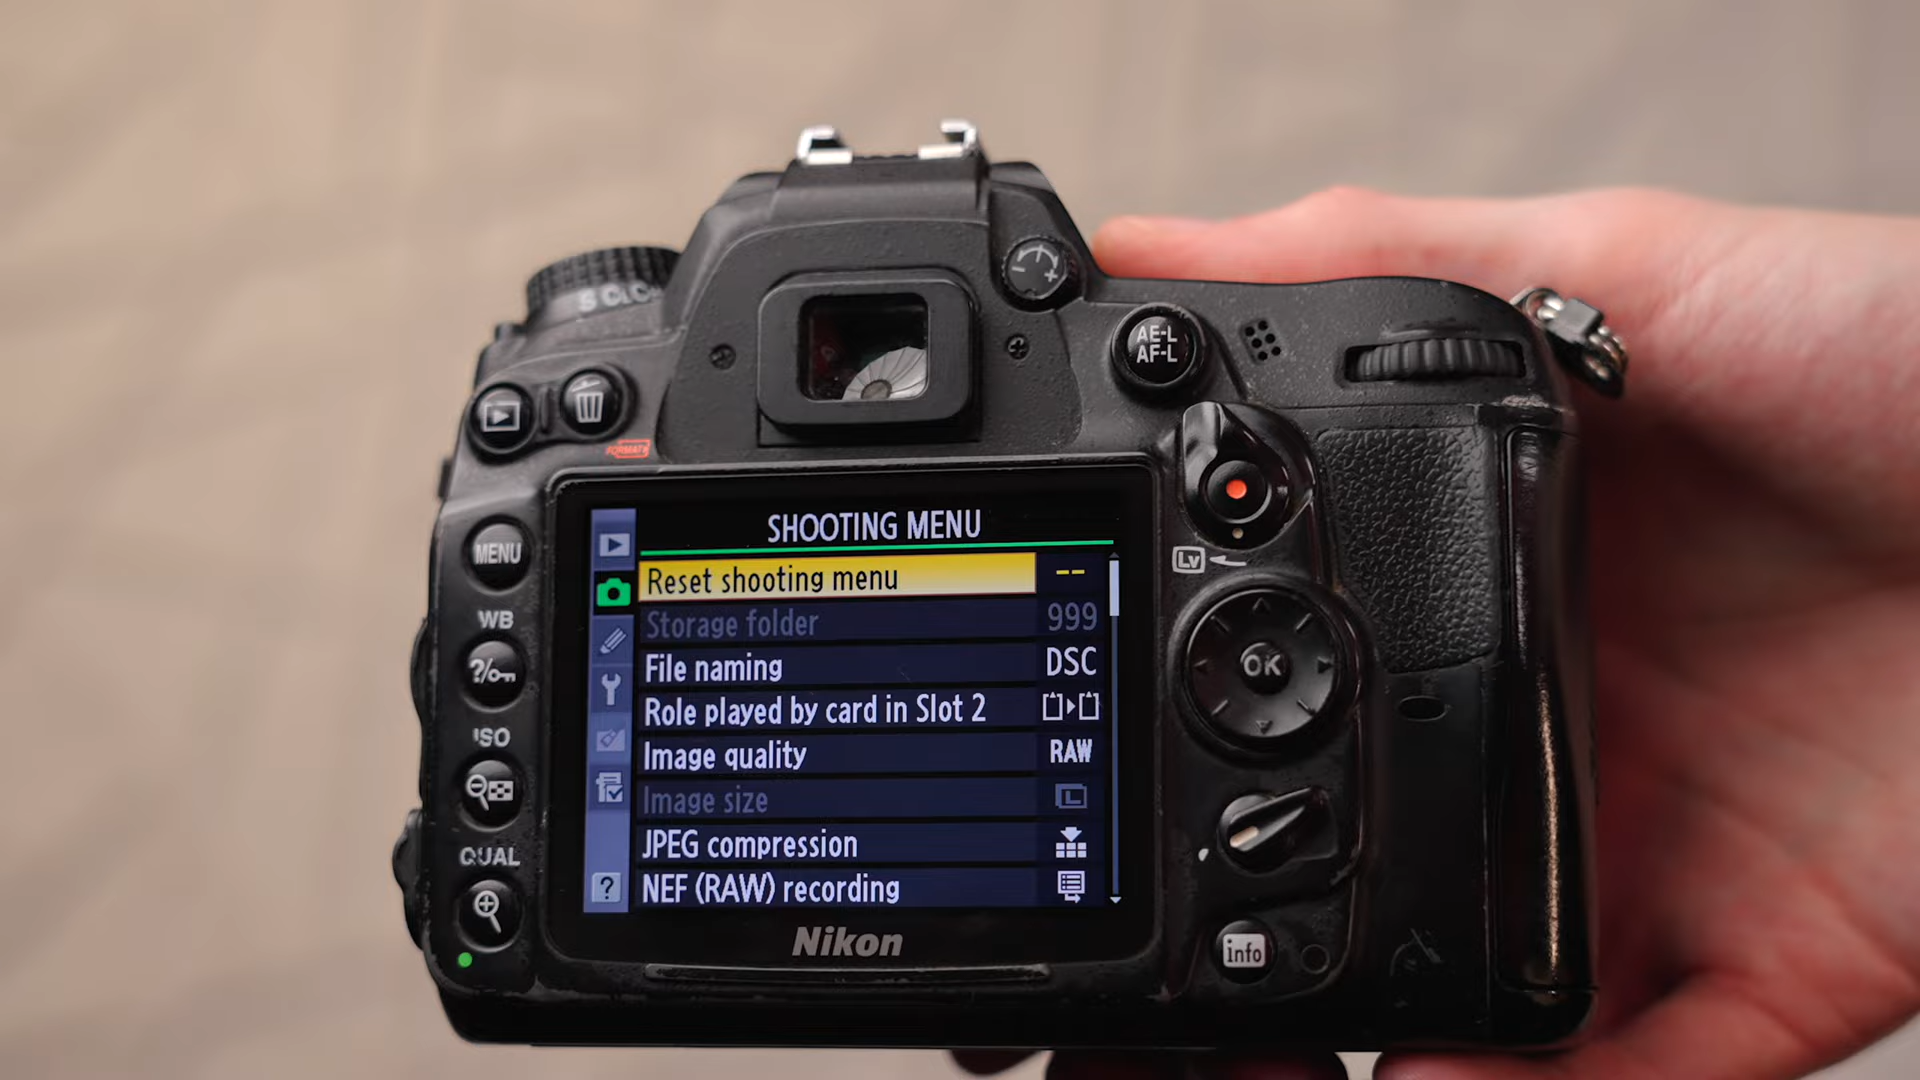 S CL C
AE-L
AF-L
FORMAT
SHOOTING MENU
MENU
Reset shooting menu --
Lv
WB
Storage folder 999
?
File naming DSC
OK
Role played by card in Slot 2
ISO
Image quality RAW
Image size L
JPEG compression
QUAL
? NEF (RAW) recording
Nikon
info